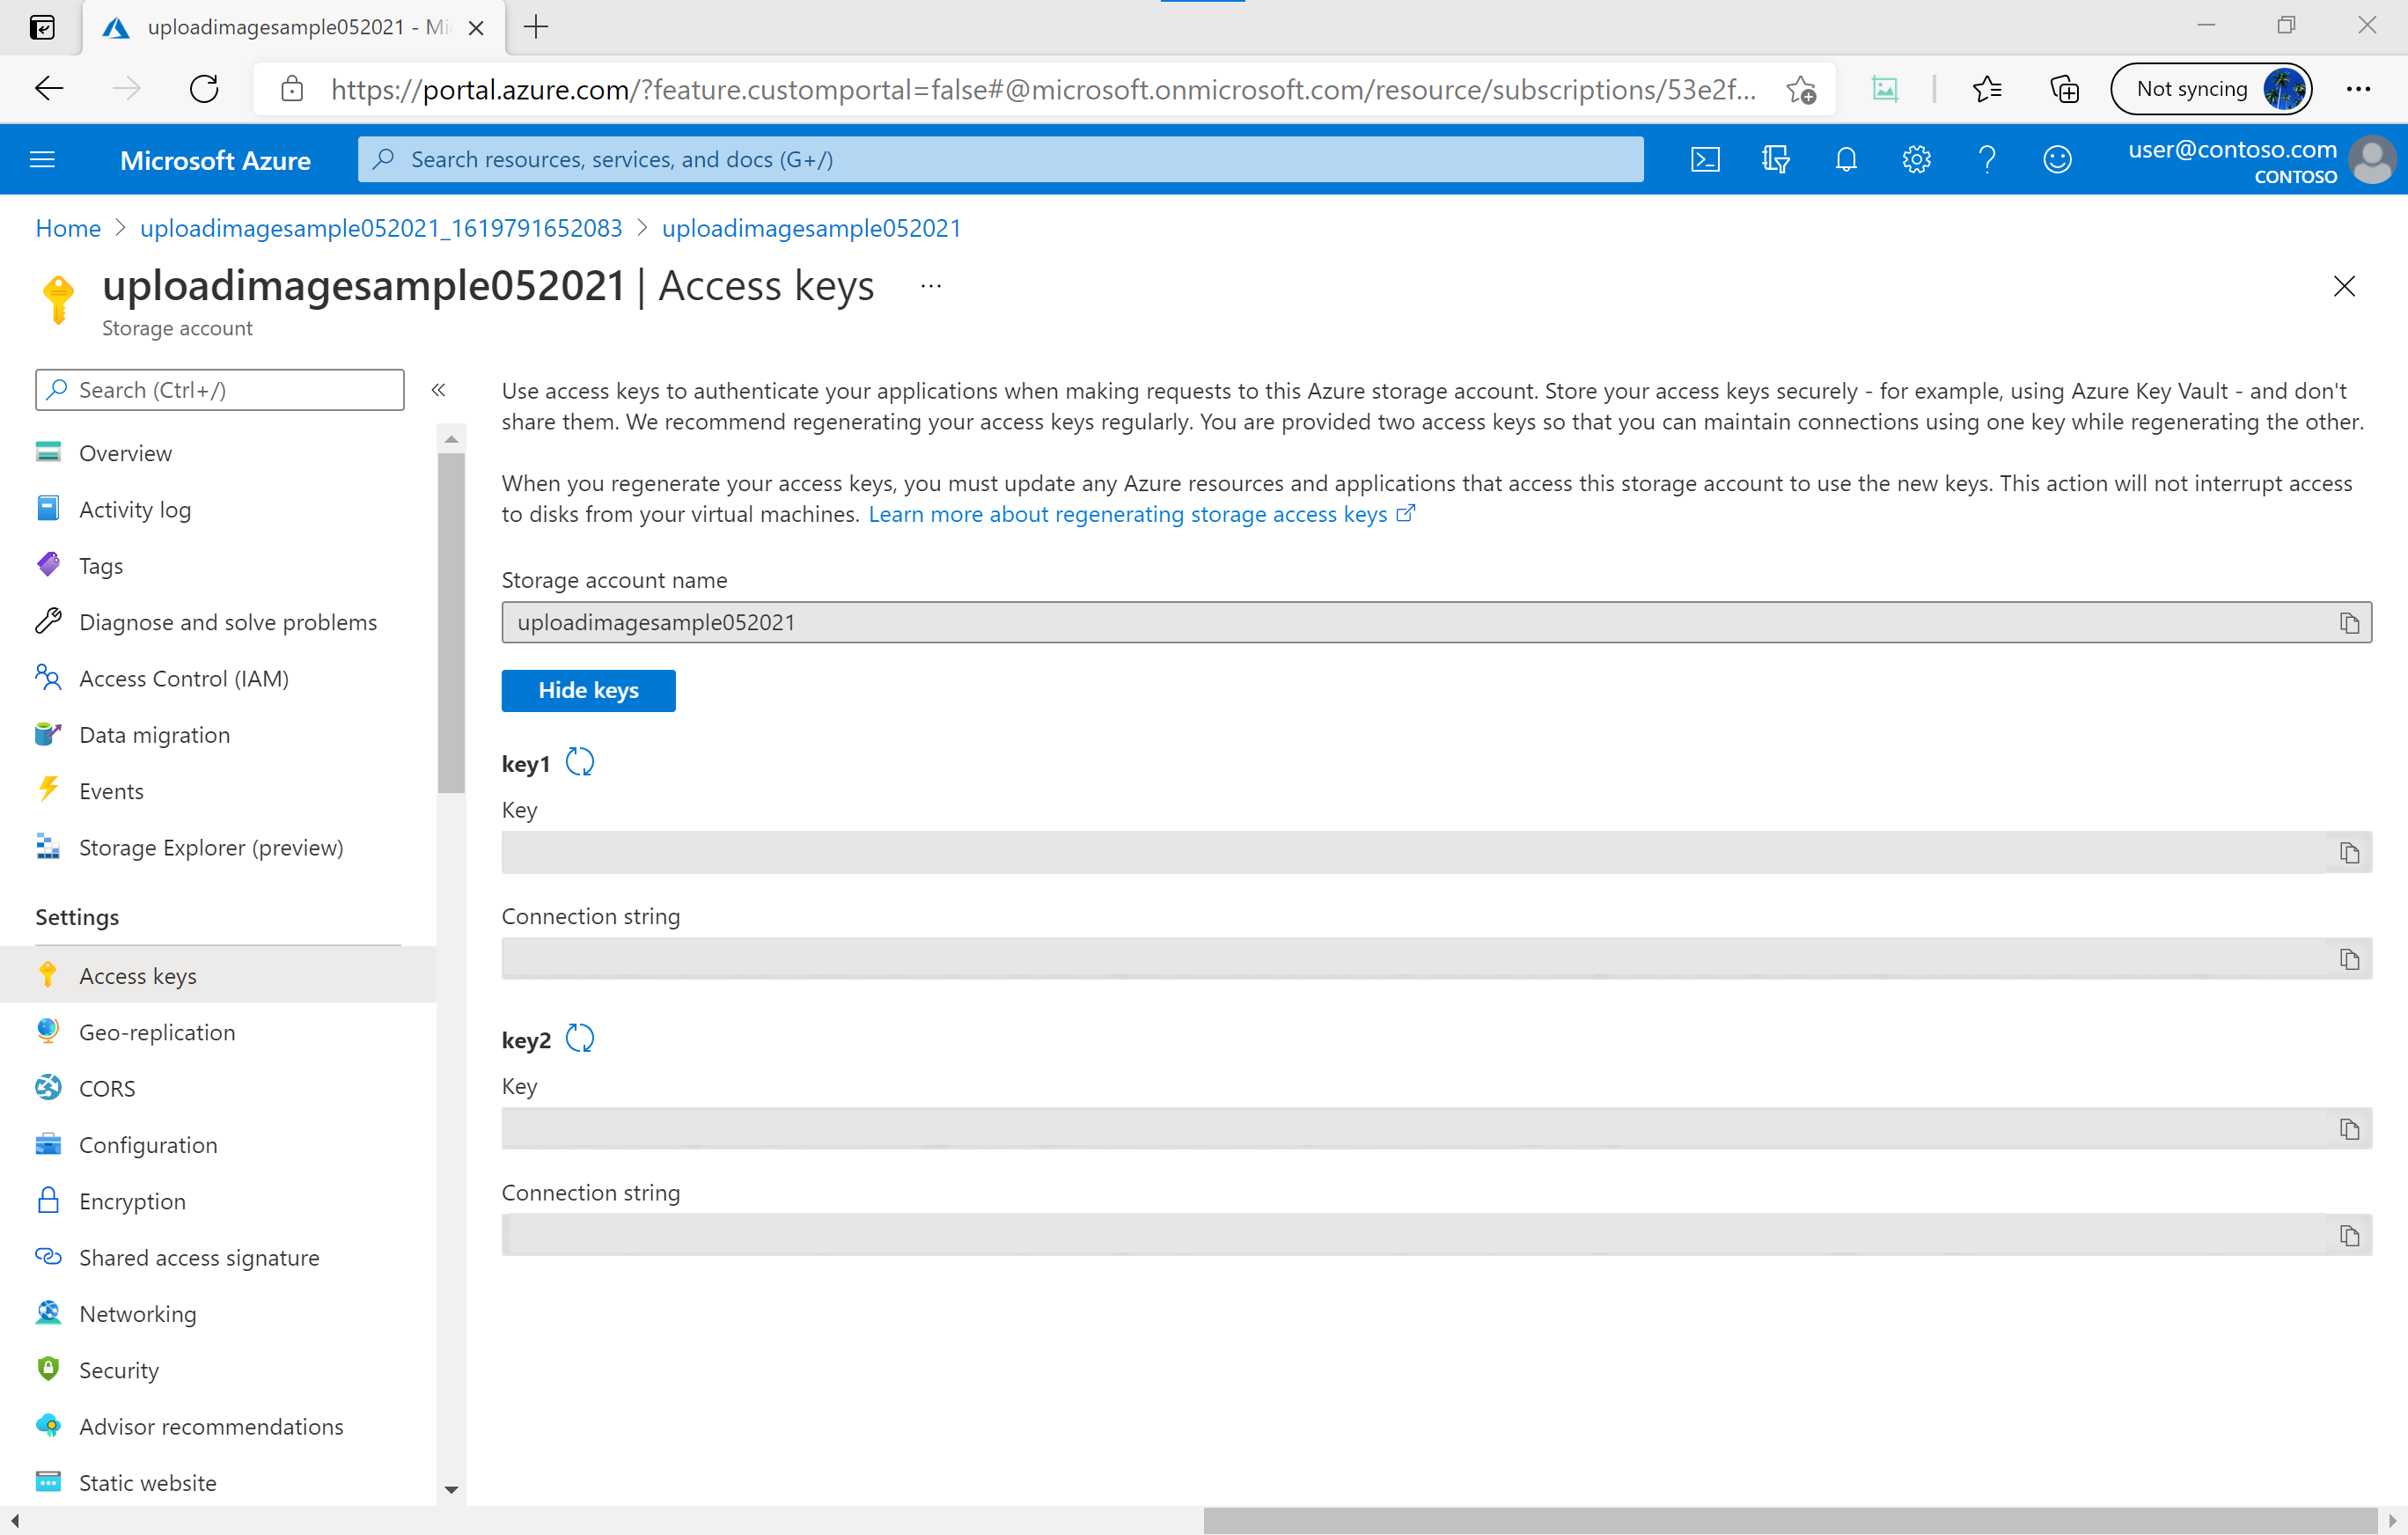 uploadimagesample052021 - Mi
https://portal.azure.com/?feature.customportal=false#@microsoft.onmicrosoft.com/resource/subscriptions/53e2f...
Not syncing
Microsoft Azure
Search resources, services, and docs (G+/)
user@contoso.com
CONTOSO
Home > uploadimagesample052021_1619791652083 > uploadimagesample052021
uploadimagesample052021 | Access keys ...
Storage account
Search (Ctrl+/)
Overview
Activity log
Tags
Diagnose and solve problems
Access Control (IAM)
Data migration
Events
Storage Explorer (preview)
Settings
Access keys
Geo-replication
CORS
Configuration
Encryption
Shared access signature
Networking
Security
Advisor recommendations
Static website
Use access keys to authenticate your applications when making requests to this Azure storage account. Store your access keys securely - for example, using Azure Key Vault - and don't
share them. We recommend regenerating your access keys regularly. You are provided two access keys so that you can maintain connections using one key while regenerating the other.
When you regenerate your access keys, you must update any Azure resources and applications that access this storage account to use the new keys. This action will not interrupt access
to disks from your virtual machines. Learn more about regenerating storage access keys
Storage account name
uploadimagesample052021
Hide keys
key1
Key
Connection string
key2
Key
Connection string